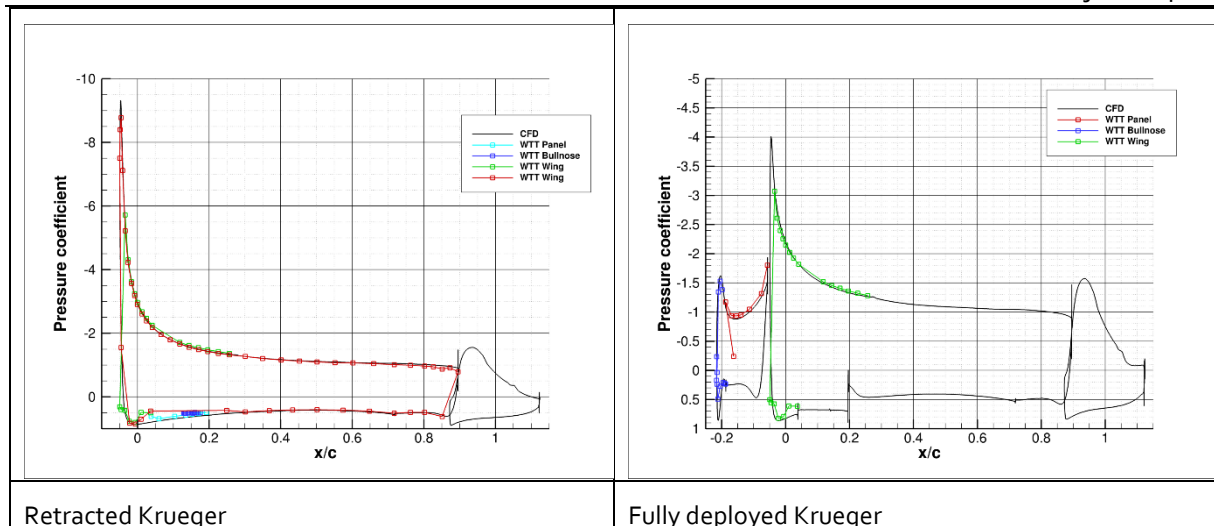 -10
-8
-6
-4
-2
0
Pressure coefficient
0 0.2 0.4 0.6 0.8 1
x/c
CFD
WTT Panel
WTT Bullnose
WTT Wing
WTT Wing
-5
-4.5
-4
-3.5
-3
-2.5
-2
-1.5
-1
-0.5
0
0.5
1
Pressure coefficient
-0.2 0 0.2 0.4 0.6 0.8 1
x/c
CFD
WTT Panel
WTT Bullnose
WTT Wing
Retracted Krueger
Fully deployed Krueger